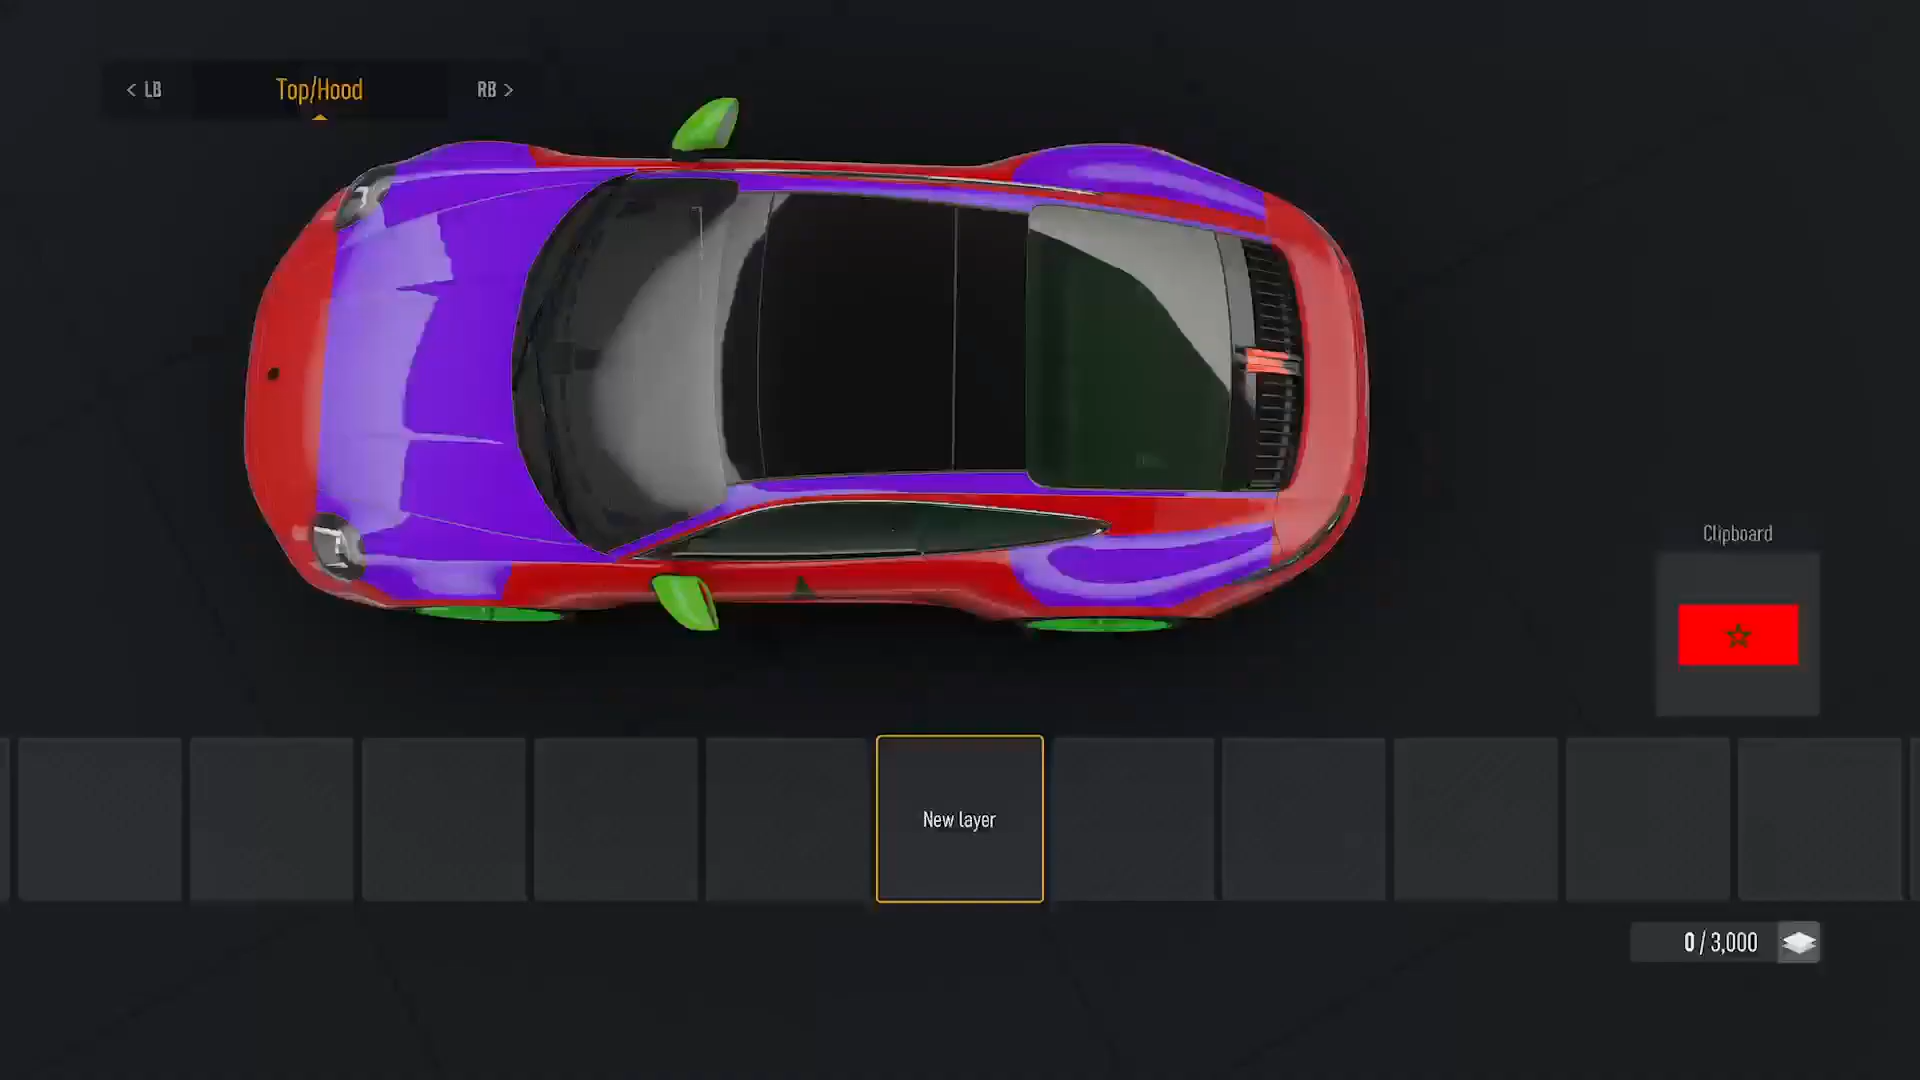 < LB
Top/Hood
RB >
Clipboard
New layer
0 / 3,000